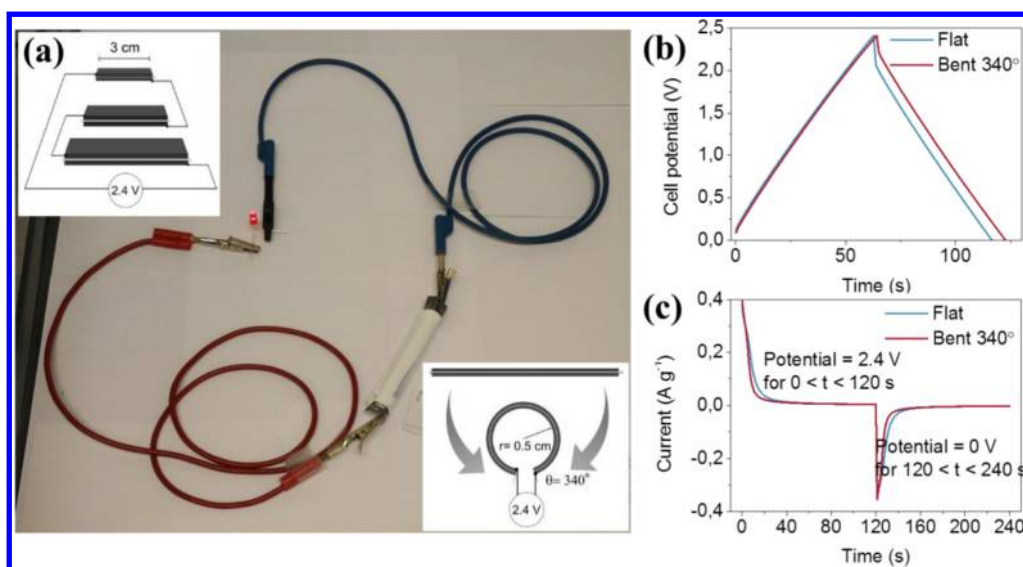 (a)
3 cm
2.4 V
r= 0.5 cm
θ= 340°
2.4 V
(b)
Flat
Bent 340°
Cell potential (V)
2.5
2.0
1.5
1.0
0.5
0.0
0
50
100
Time (s)
(c)
Flat
Bent 340°
Potential = 2.4 V
for 0 < t < 120 s
Potential = 0 V
for 120 < t < 240 s
Current (A g⁻¹)
0,4
0,2
0,0
-0,2
-0,4
0
40
80
120
160
200
240
Time (s)